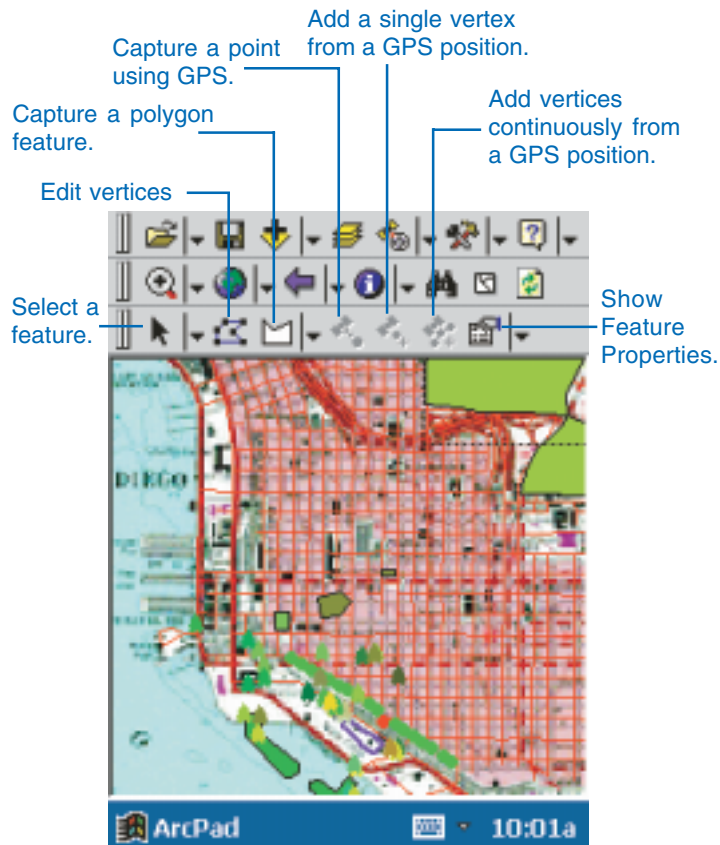 Add a single vertex
from a GPS position.
Capture a point
using GPS.
Add vertices
continuously from
a GPS position.
Capture a polygon
feature.
Edit vertices
Select a
feature.
Show
Feature
Properties.
DIEGO
ArcPad
10:01a